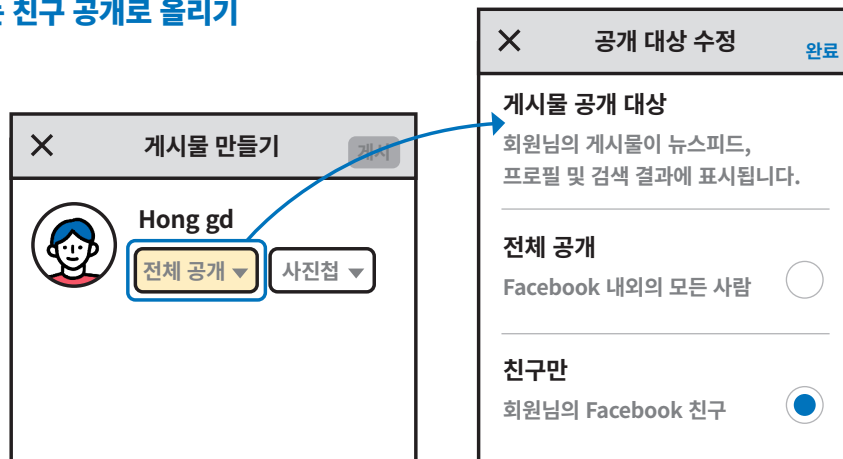 친구 공개로 올리기
게시물 만들기
게시
Hong gd
전체 공개
사진첩
공개 대상 수정
완료
게시물 공개 대상
회원님의 게시물이 뉴스피드,
프로필 및 검색 결과에 표시됩니다.
전체 공개
Facebook 내외의 모든 사람
친구만
회원님의 Facebook 친구